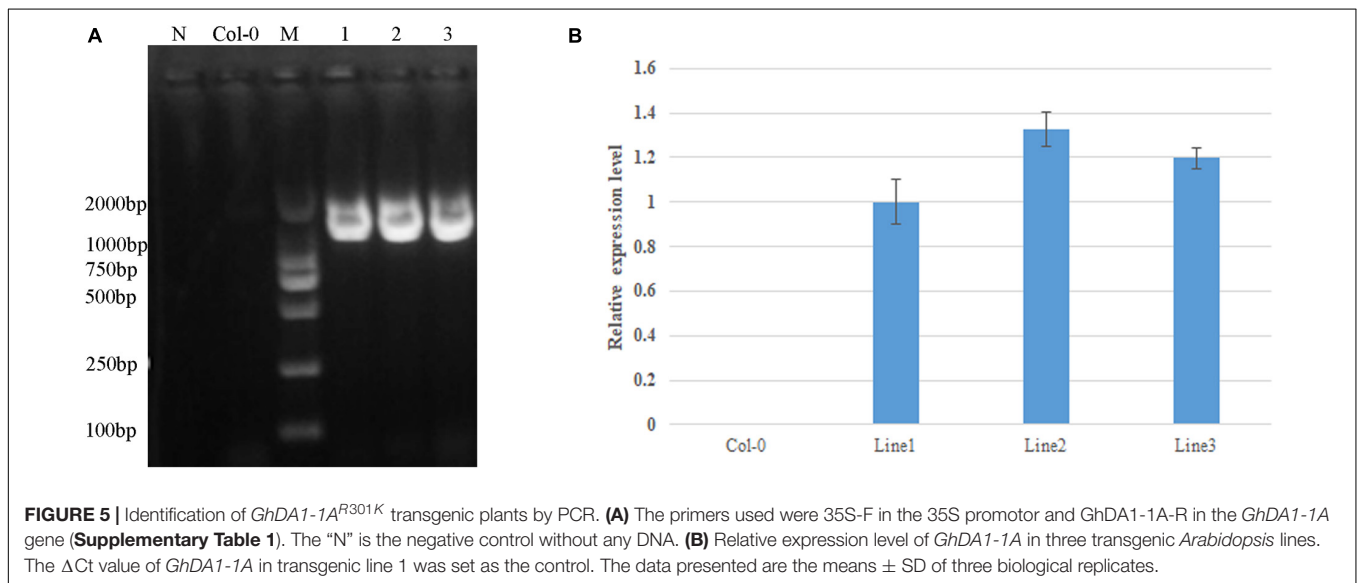 A
N Col-0 M 1 2 3
2000bp
1000bp
750bp
500bp
250bp
100bp
B
1.6
1.4
1.2
1
0.8
0.6
0.4
0.2
0
Relative expression level
Col-0 Line1 Line2 Line3
FIGURE 5 | Identification of GhDA1-1A^R301K transgenic plants by PCR. (A) The primers used were 35S-F in the 35S promotor and GhDA1-1A-R in the GhDA1-1A
gene (Supplementary Table 1). The “N” is the negative control without any DNA. (B) Relative expression level of GhDA1-1A in three transgenic Arabidopsis lines.
The ΔCt value of GhDA1-1A in transgenic line 1 was set as the control. The data presented are the means ± SD of three biological replicates.